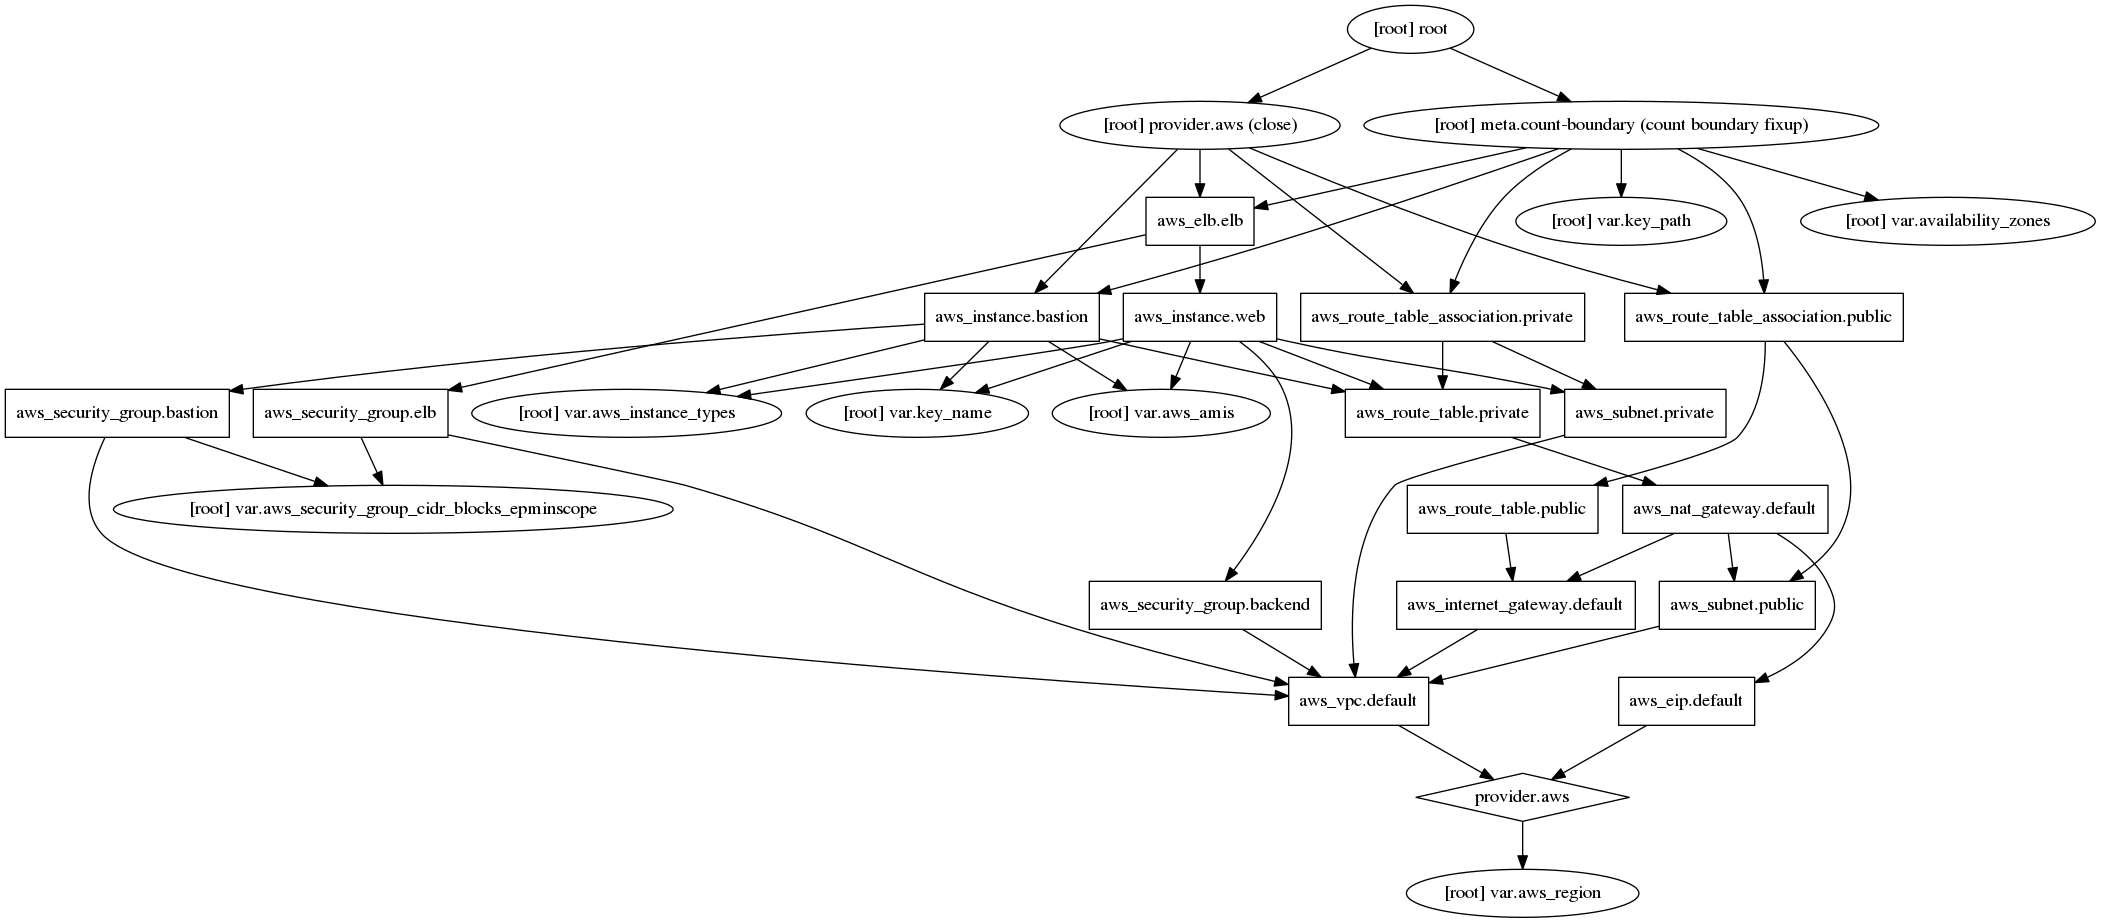 [root] root
[root] provider.aws (close)
[root] meta.count-boundary (count boundary fixup)
aws_elb.elb
[root] var.key_path
[root] var.availability_zones
aws_instance.bastion
aws_instance.web
aws_route_table_association.private
aws_route_table_association.public
aws_security_group.bastion
aws_security_group.elb
[root] var.aws_instance_types
[root] var.key_name
[root] var.aws_amis
aws_route_table.private
aws_subnet.private
[root] var.aws_security_group_cidr_blocks_epminscope
aws_route_table.public
aws_nat_gateway.default
aws_security_group.backend
aws_internet_gateway.default
aws_subnet.public
aws_vpc.default
aws_eip.default
provider.aws
[root] var.aws_region